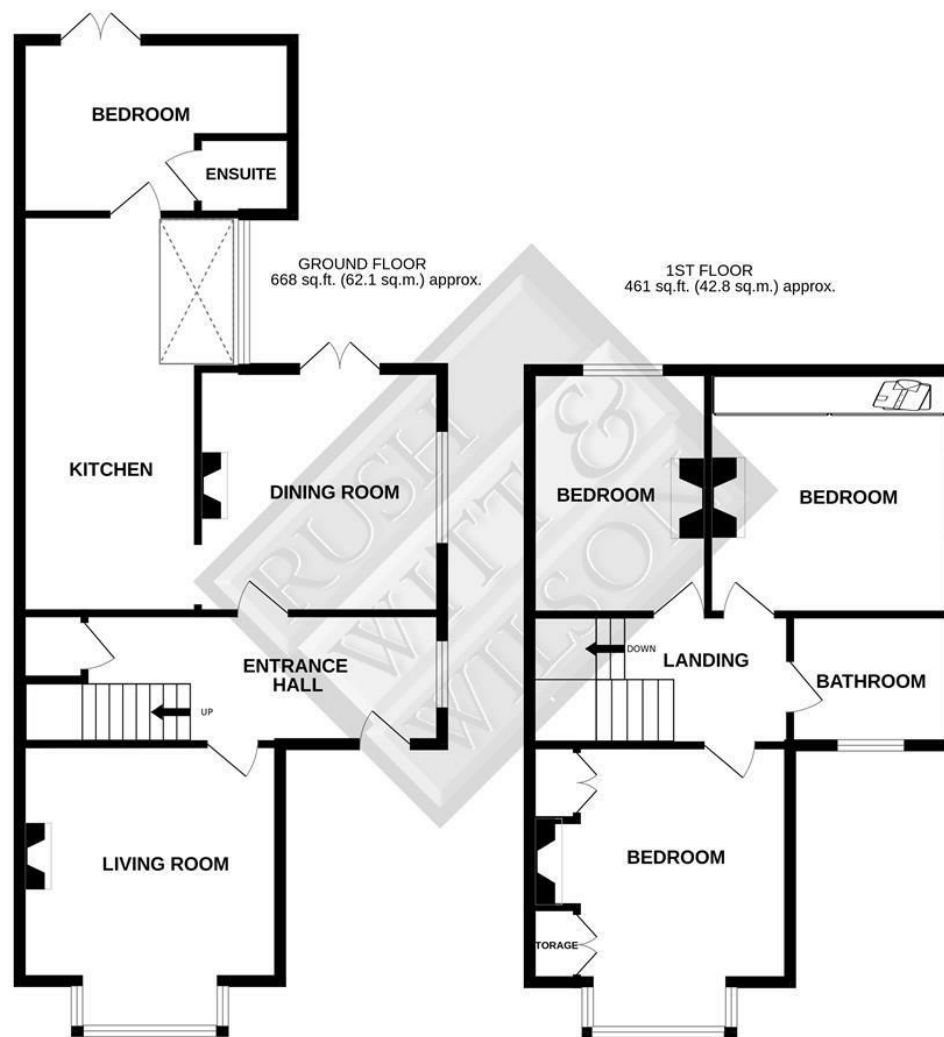 BEDROOM
ENSUITE
GROUND FLOOR
668 sq.ft. (62.1 sq.m.) approx.
1ST FLOOR
461 sq.ft. (42.8 sq.m.) approx.
KITCHEN
DINING ROOM
BEDROOM
BEDROOM
ENTRANCE
HALL
UP
DOWN
LANDING
BATHROOM
LIVING ROOM
BEDROOM
TORAGE
RUSH
WITT &
WILSON